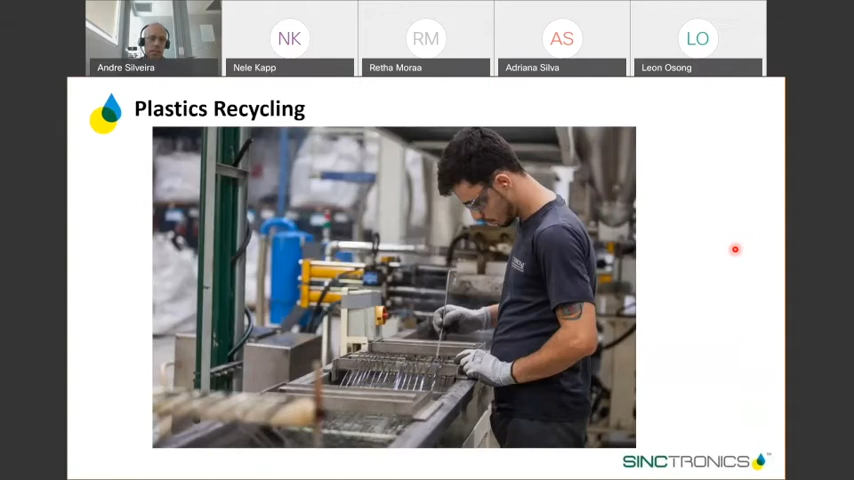 NK
RM
AS
LO
Andre Silveira
Nele Kapp
Retha Moraa
Adriana Silva
Leon Osong
Plastics Recycling
SINCTRONICS